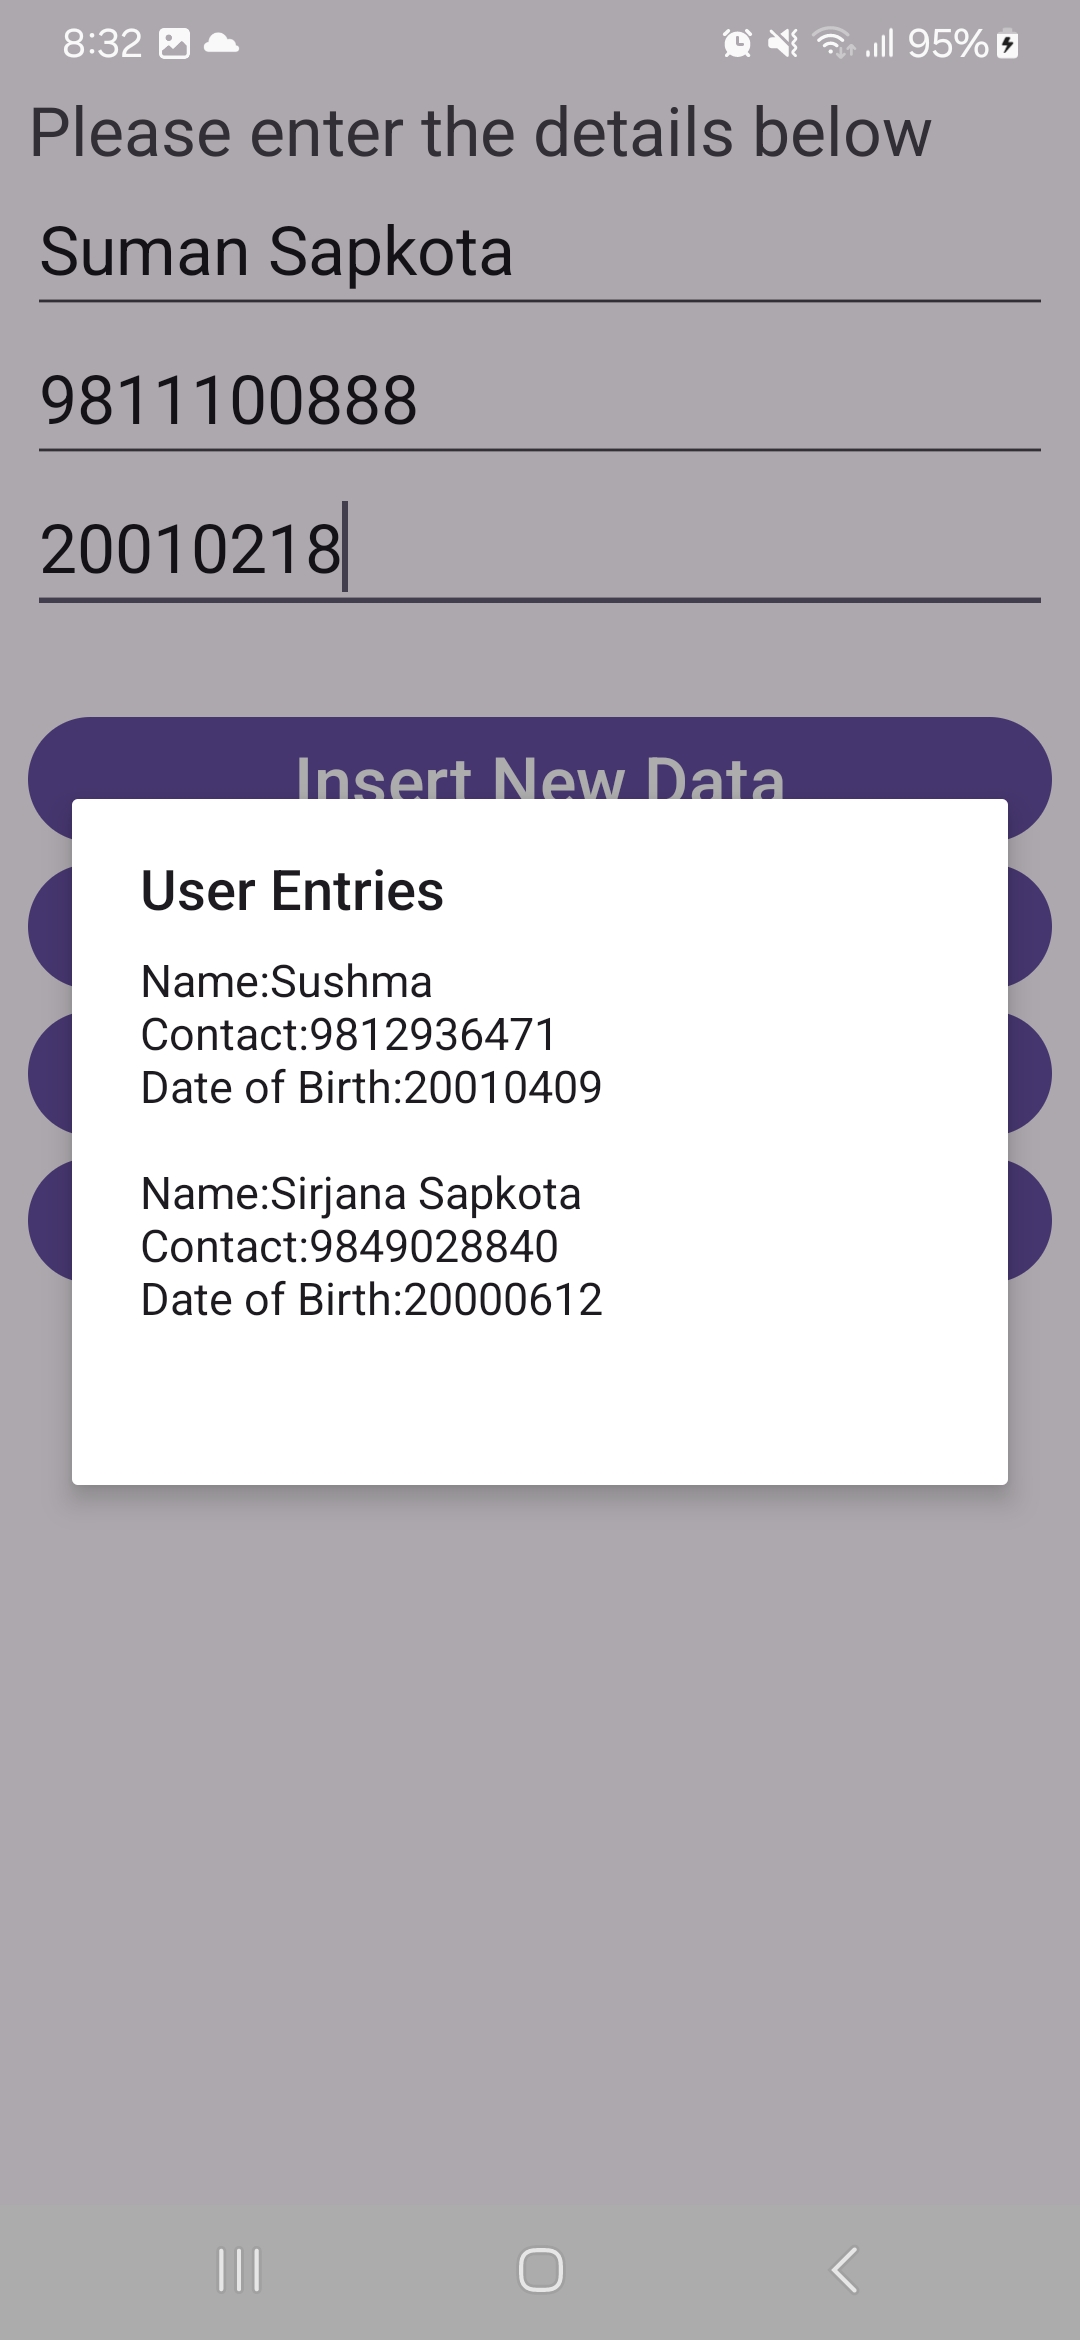 8:32 95%
Please enter the details below
Suman Sapkota
9811100888
20010218
Insert New Data
User Entries
Name:Sushma
Contact:9812936471
Date of Birth:20010409
Name:Sirjana Sapkota
Contact:9849028840
Date of Birth:20000612